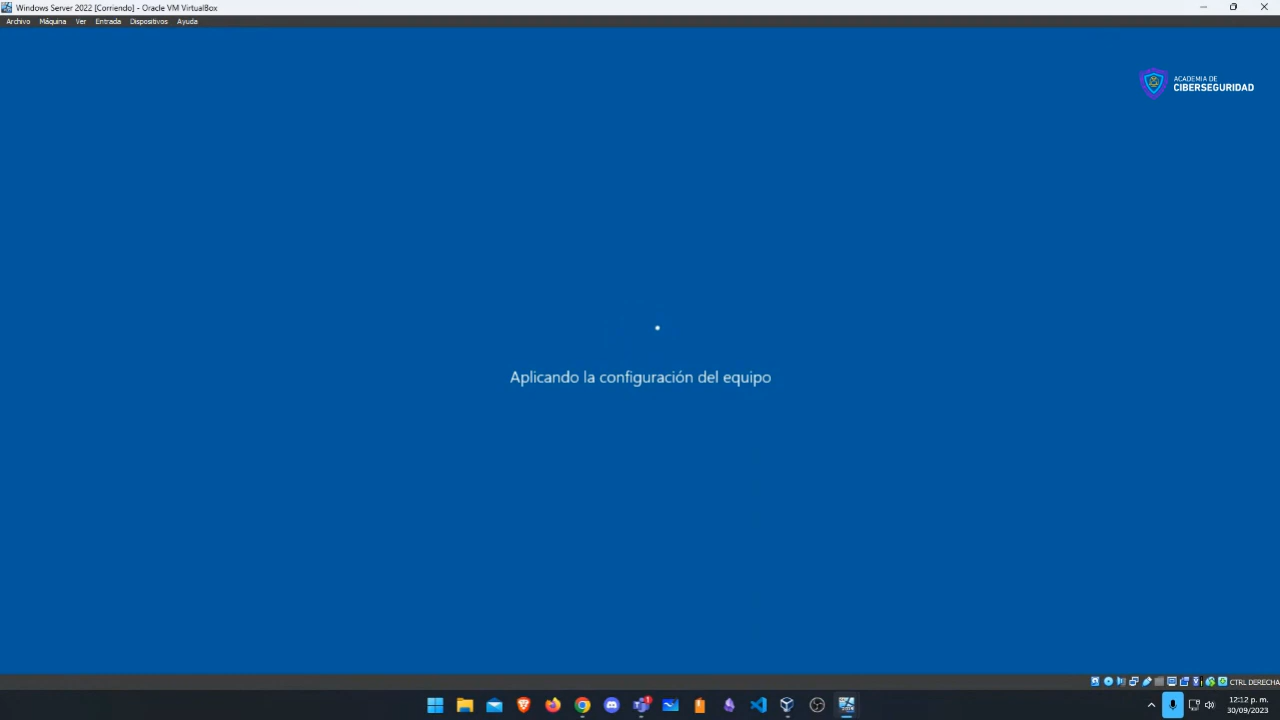 Windows Server 2022 [Corriendo] - Oracle VM VirtualBox
Archivo Máquina Ver Entrada Dispositivos Ayuda
ACADEMIA DE
CIBERSEGURIDAD
Aplicando la configuración del equipo
CTRL DERECHA
12:12 p. m.
30/09/2023